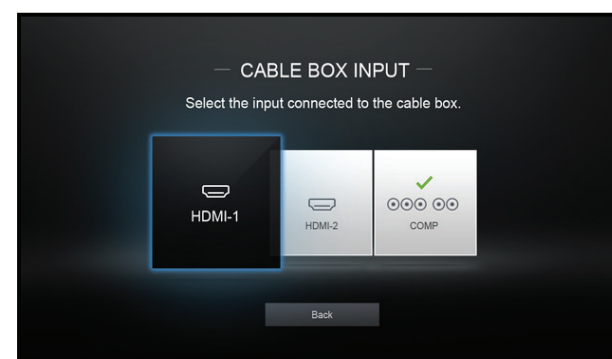 — CABLE BOX INPUT —
Select the input connected to the cable box.
HDMI-1
HDMI-2
COMP
Back